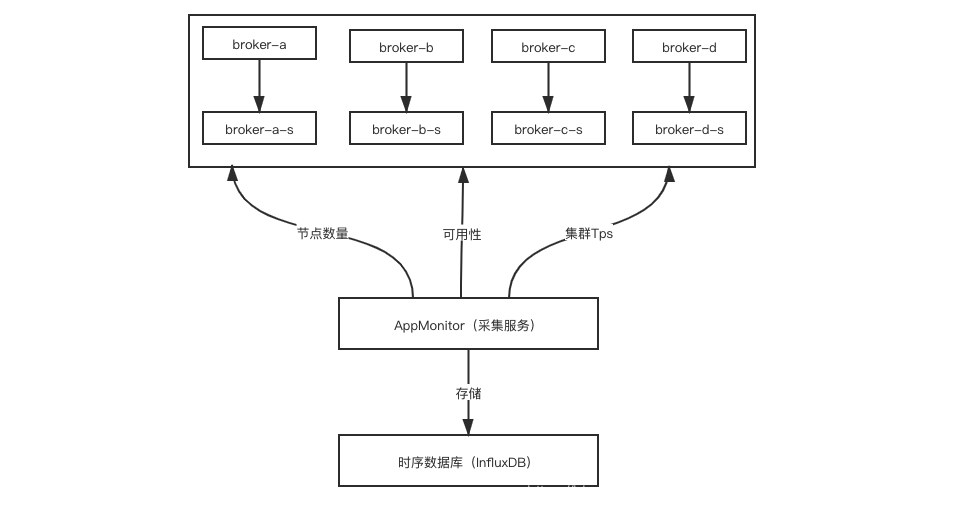 broker-a
broker-b
broker-c
broker-d
broker-a-s
broker-b-s
broker-c-s
broker-d-s
节点数量
可用性
集群Tps
AppMonitor（采集服务）
存储
时序数据库（InfluxDB）